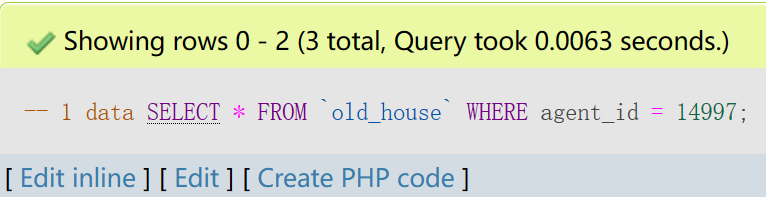 Showing rows 0 - 2 (3 total, Query took 0.0063 seconds.)
-- 1 data SELECT * FROM `old_house` WHERE agent_id = 14997;
[ Edit inline ] [ Edit ] [ Create PHP code ]